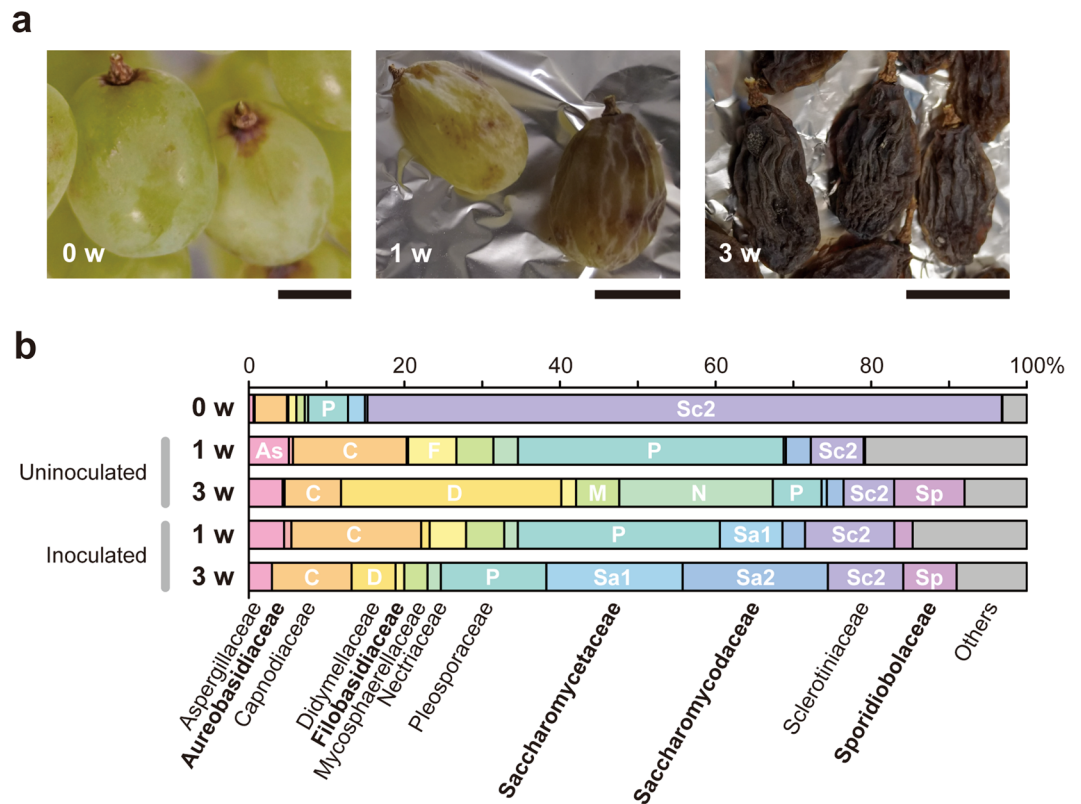 a
0 w
1 w
3 w
b
0 20 40 60 80 100%
0 w P Sc2
Uninoculated
1 w As C F P Sc2
3 w C D M N P Sc2 Sp
Inoculated
1 w C P Sa1 Sc2
3 w C D P Sa1 Sa2 Sc2 Sp
Aspergillaceae
Aureobasidiaceae
Capnodiaceae
Didymellaceae
Filobasidiaceae
Mycosphaerellaceae
Nectriaceae
Pleosporaceae
Saccharomycetaceae
Saccharomycodaceae
Sclerotiniaceae
Sporidiobolaceae
Others